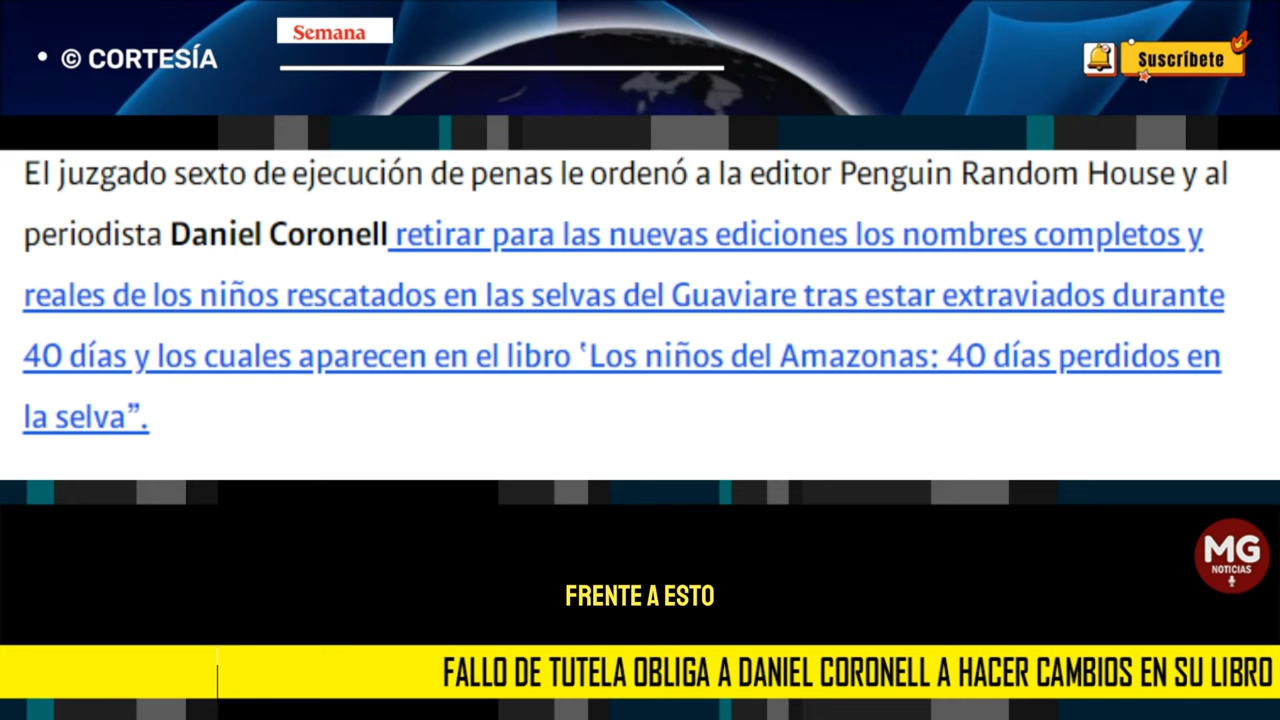 • © CORTESÍA
Semana
Suscríbete
El juzgado sexto de ejecución de penas le ordenó a la editor Penguin Random House y al
periodista Daniel Coronell retirar para las nuevas ediciones los nombres completos y
reales de los niños rescatados en las selvas del Guaviare tras estar extraviados durante
40 días y los cuales aparecen en el libro ‛Los niños del Amazonas: 40 días perdidos en
la selva”.
MG
NOTICIAS
FRENTE A ESTO
FALLO DE TUTELA OBLIGA A DANIEL CORONELL A HACER CAMBIOS EN SU LIBRO